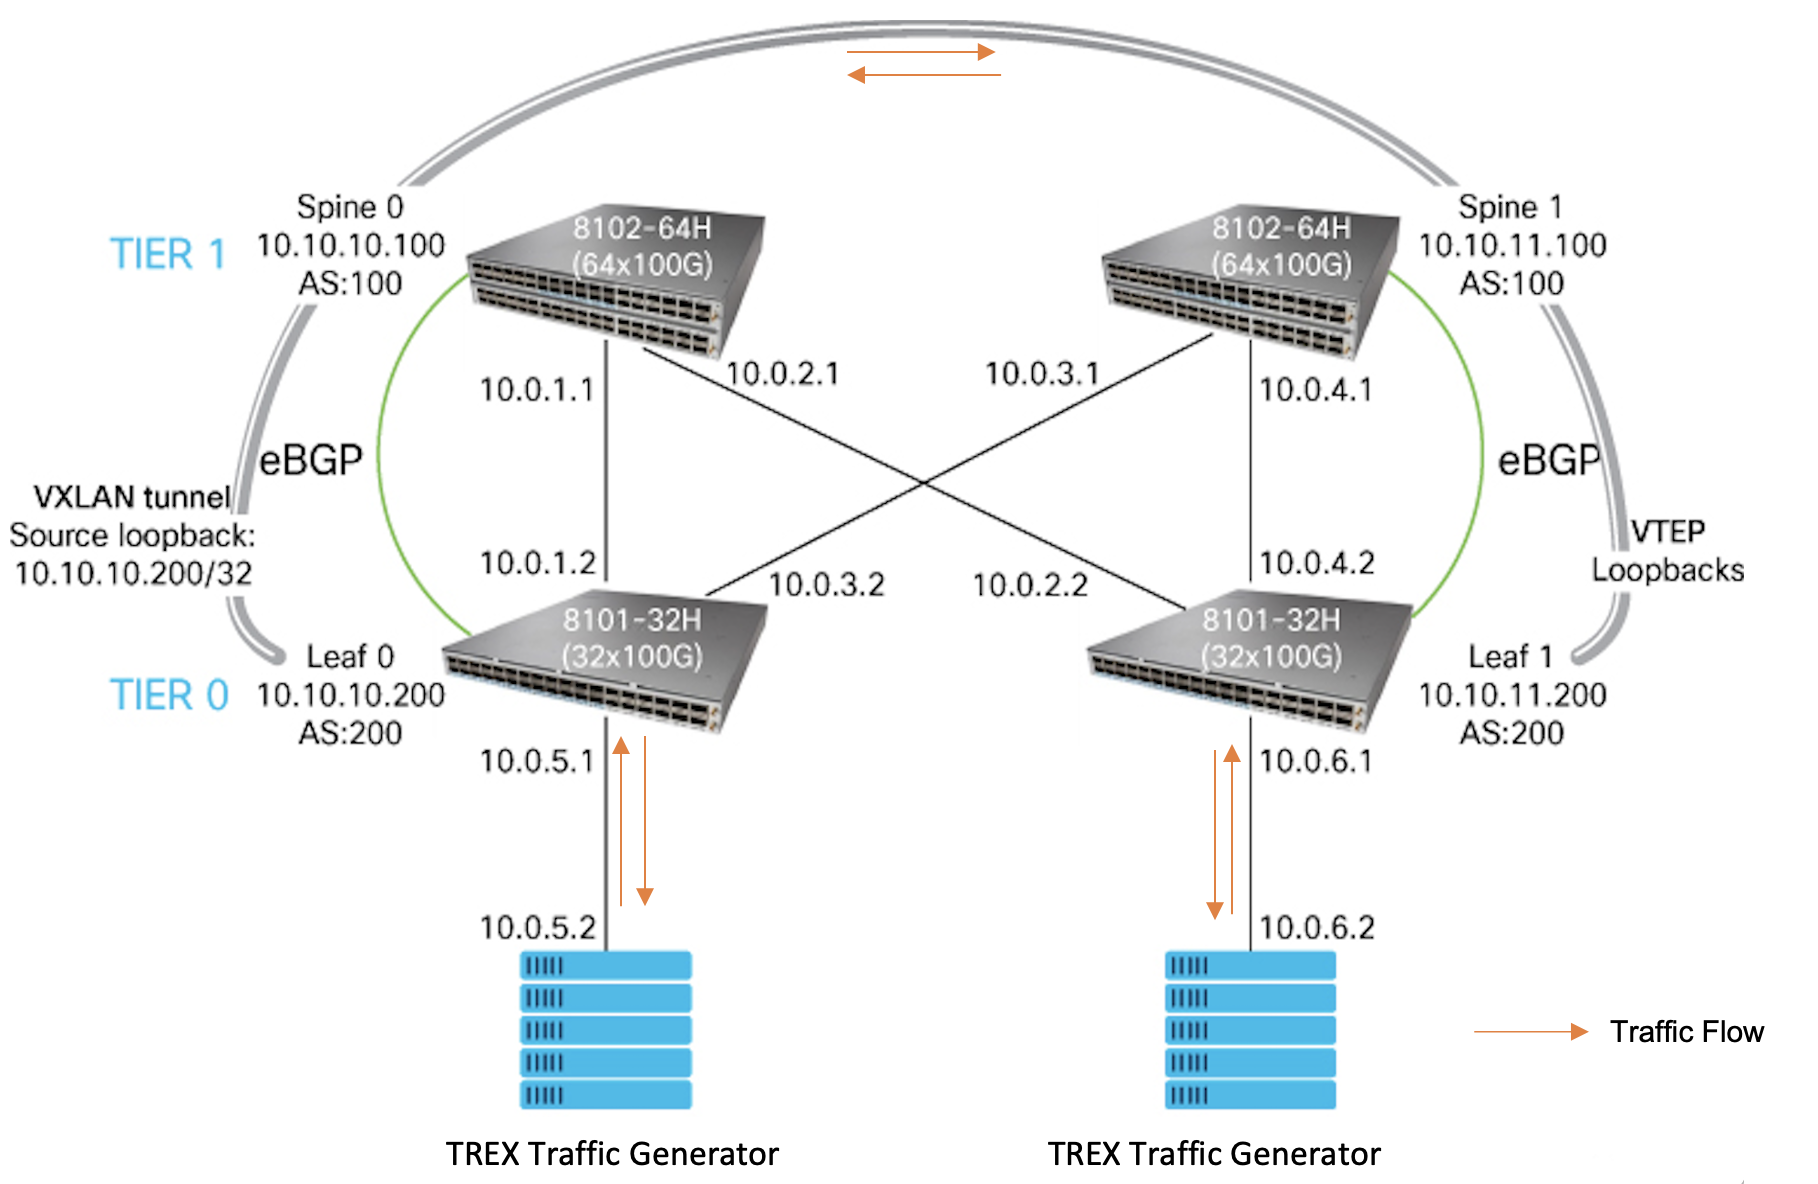 Spine 0
10.10.10.100
AS:100
TIER 1
8102-64H
(64x100G)
8102-64H
(64x100G)
Spine 1
10.10.11.100
AS:100
10.0.1.1
10.0.2.1
10.0.3.1
10.0.4.1
eBGP
eBGP
VXLAN tunnel
Source loopback:
10.10.10.200/32
VTEP
Loopbacks
10.0.1.2
10.0.3.2
10.0.2.2
10.0.4.2
8101-32H
(32x100G)
8101-32H
(32x100G)
TIER 0
Leaf 0
10.10.10.200
AS:200
Leaf 1
10.10.11.200
AS:200
10.0.5.1
10.0.6.1
10.0.5.2
10.0.6.2
Traffic Flow
TREX Traffic Generator
TREX Traffic Generator